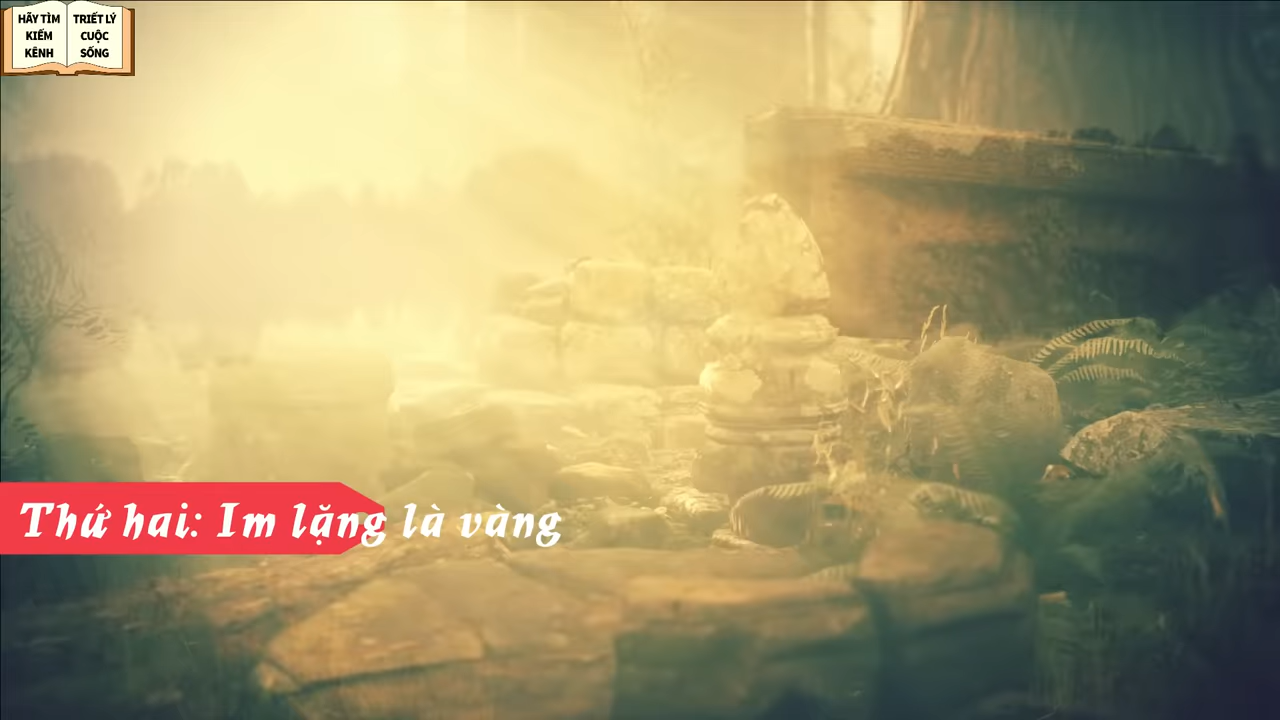 HÃY TÌM
KIẾM
KÊNH
TRIẾT LÝ
CUỘC
SỐNG
Thứ hai: Im lặng là vàng